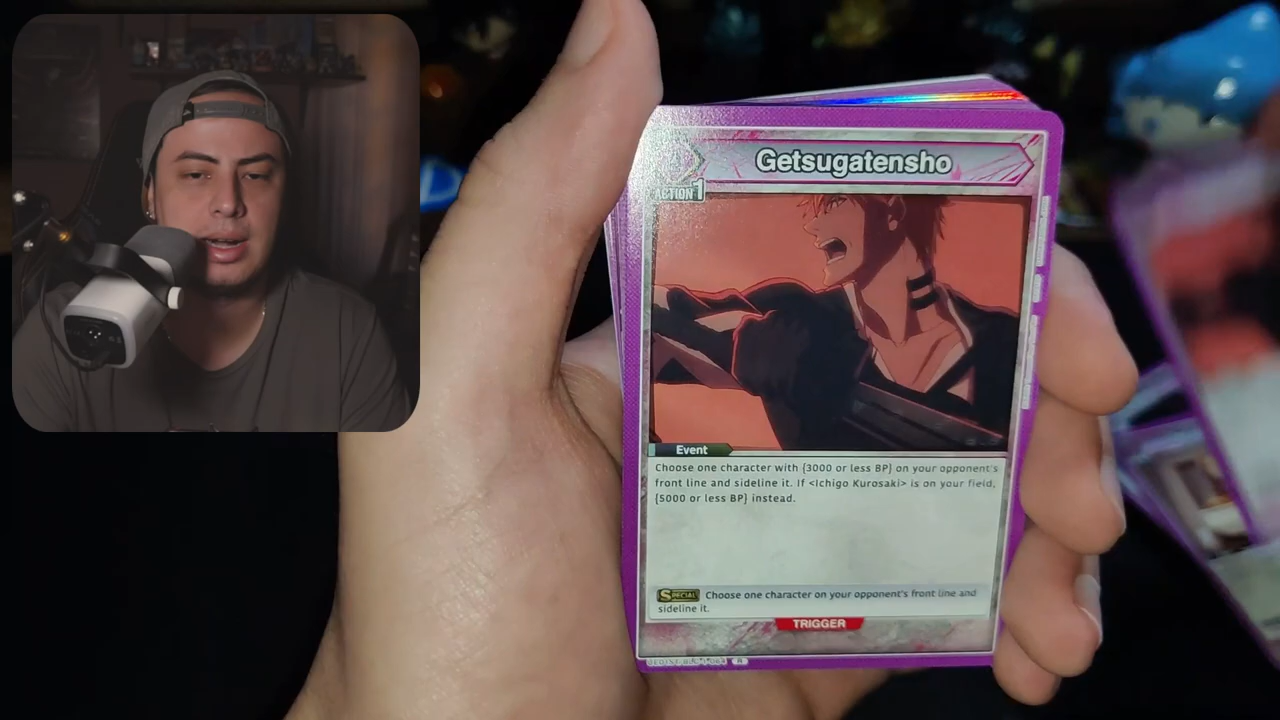 Getsugatensho
ACTION 1
Event
Choose one character with {3000 or less BP} on your opponent's
front line and sideline it. If <Ichigo Kurosaki> is on your field,
{5000 or less BP} instead.
SPECIAL Choose one character on your opponent's front line and
sideline it.
TRIGGER